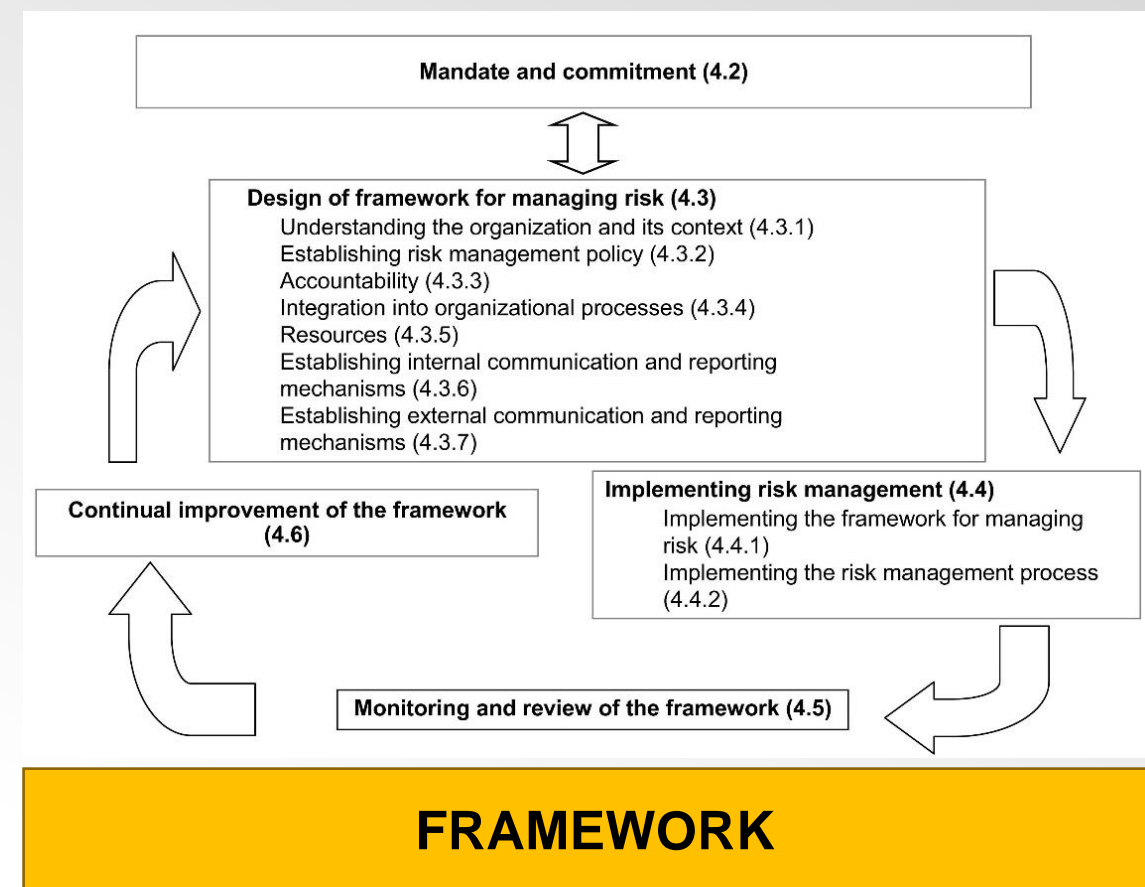 Mandate and commitment (4.2)
Design of framework for managing risk (4.3)
Understanding the organization and its context (4.3.1)
Establishing risk management policy (4.3.2)
Accountability (4.3.3)
Integration into organizational processes (4.3.4)
Resources (4.3.5)
Establishing internal communication and reporting
mechanisms (4.3.6)
Establishing external communication and reporting
mechanisms (4.3.7)
Implementing risk management (4.4)
Implementing the framework for managing
risk (4.4.1)
Implementing the risk management process
(4.4.2)
Continual improvement of the framework
(4.6)
Monitoring and review of the framework (4.5)
FRAMEWORK